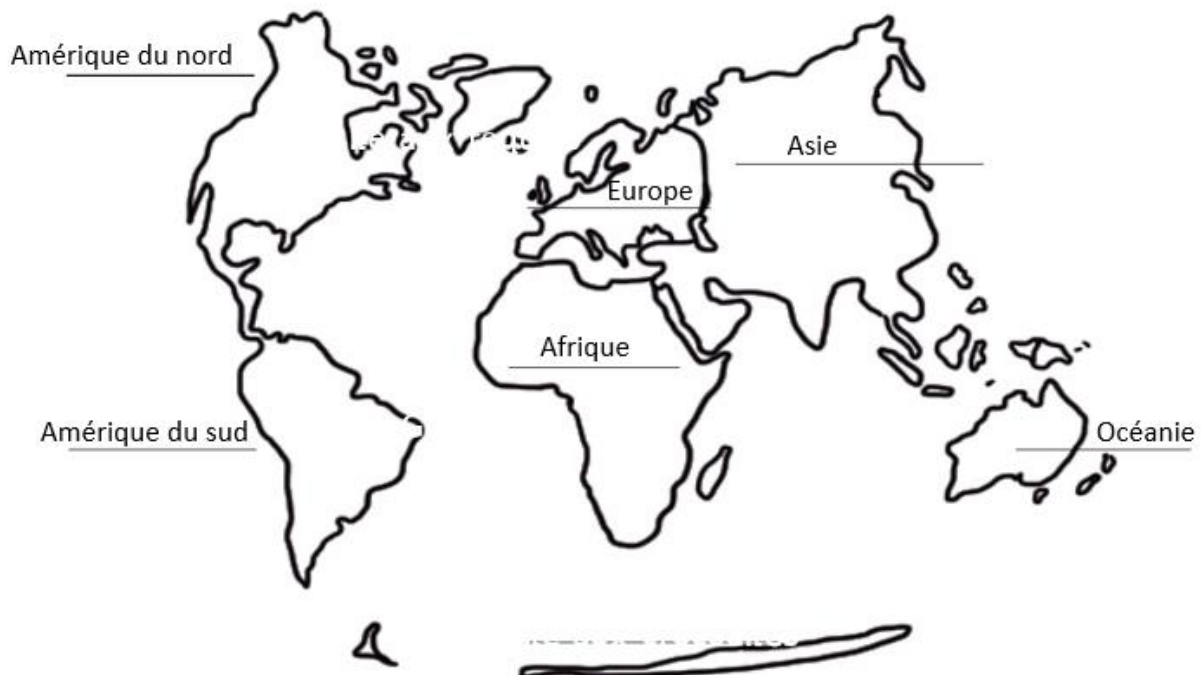 Amérique du nord
Asie
Europe
Afrique
Amérique du sud
Océanie